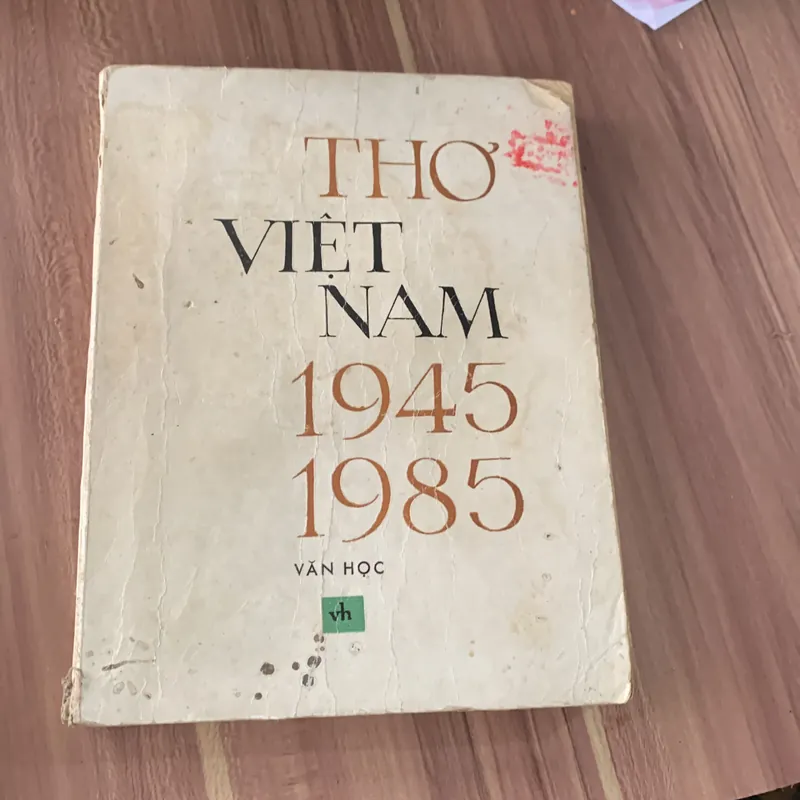 THƠ
VIỆT
NAM
1945
1985
VĂN HỌC
vh